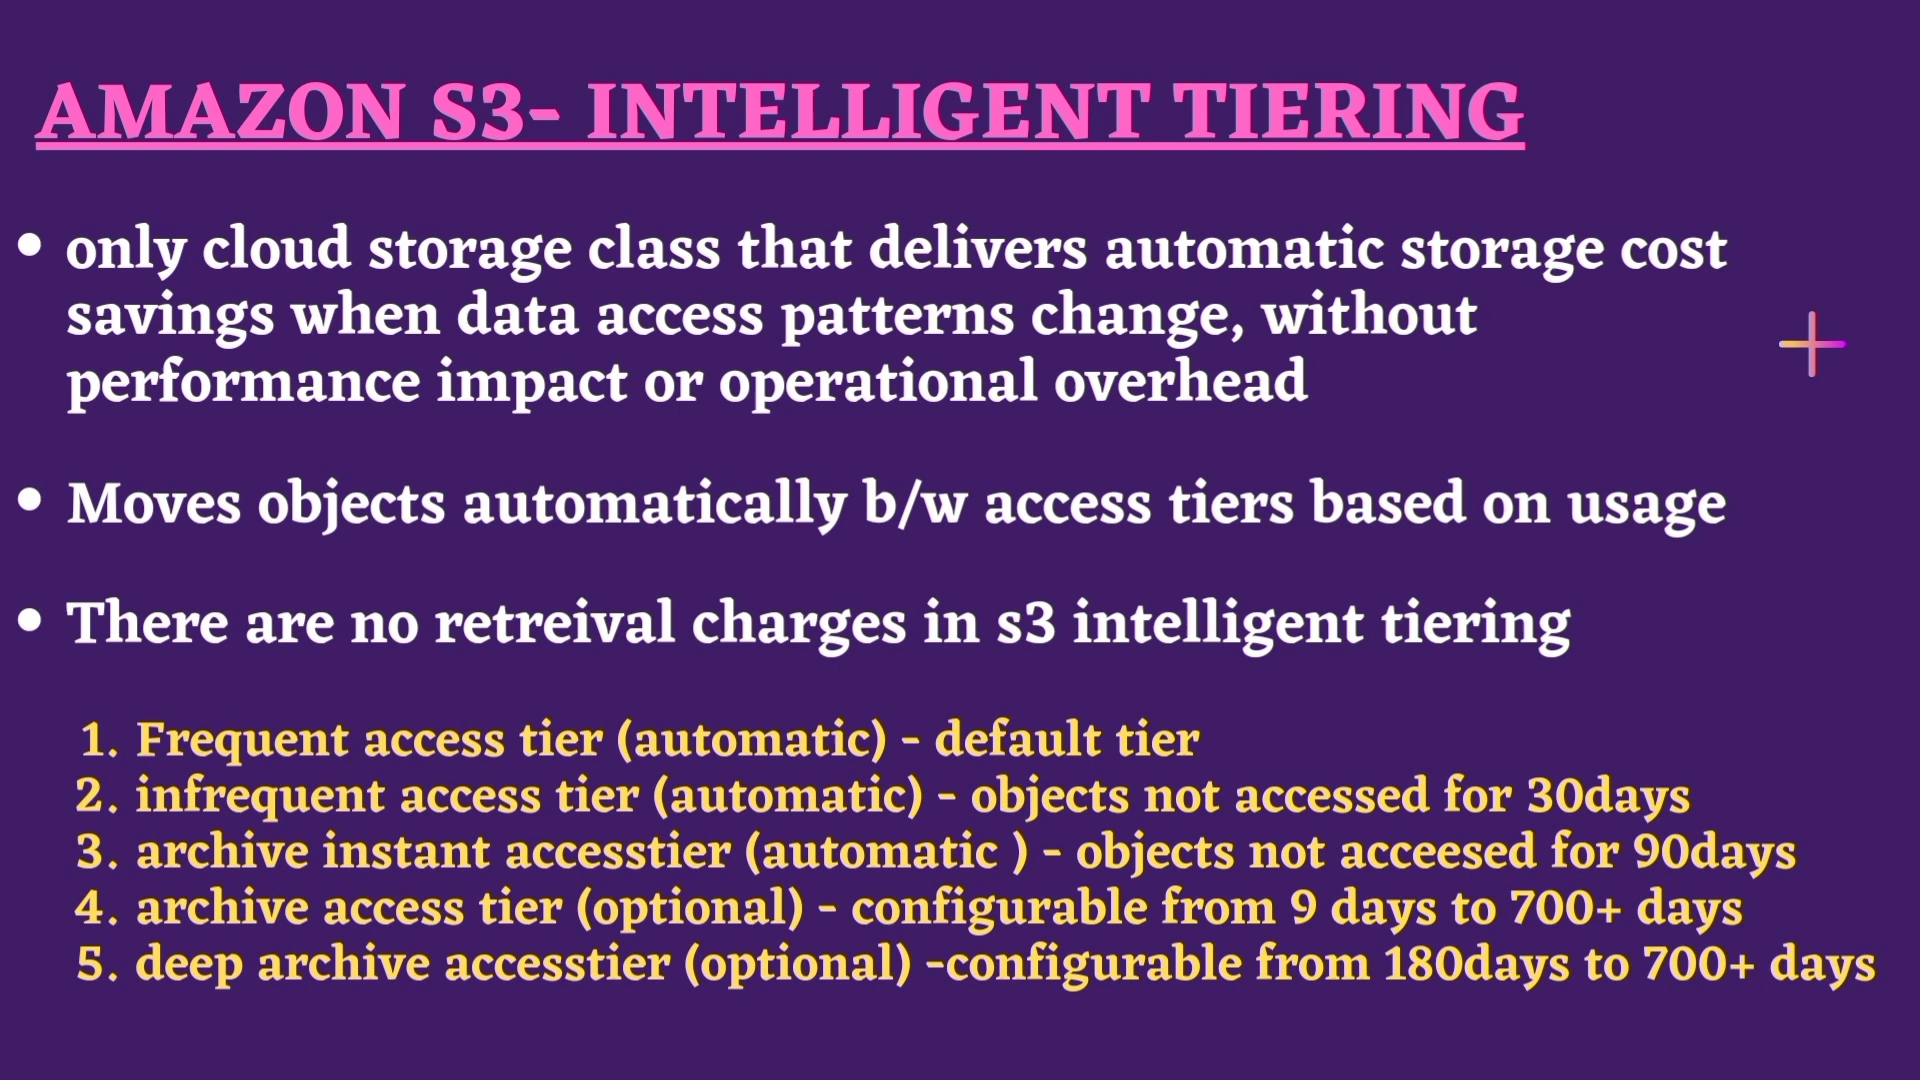 AMAZON S3- INTELLIGENT TIERING
• only cloud storage class that delivers automatic storage cost
savings when data access patterns change, without
performance impact or operational overhead
• Moves objects automatically b/w access tiers based on usage
• There are no retreival charges in s3 intelligent tiering
1. Frequent access tier (automatic) - default tier
2. infrequent access tier (automatic) - objects not accessed for 30days
3. archive instant accesstier (automatic ) - objects not acceesed for 90days
4. archive access tier (optional) - configurable from 9 days to 700+ days
5. deep archive accesstier (optional) -configurable from 180days to 700+ days